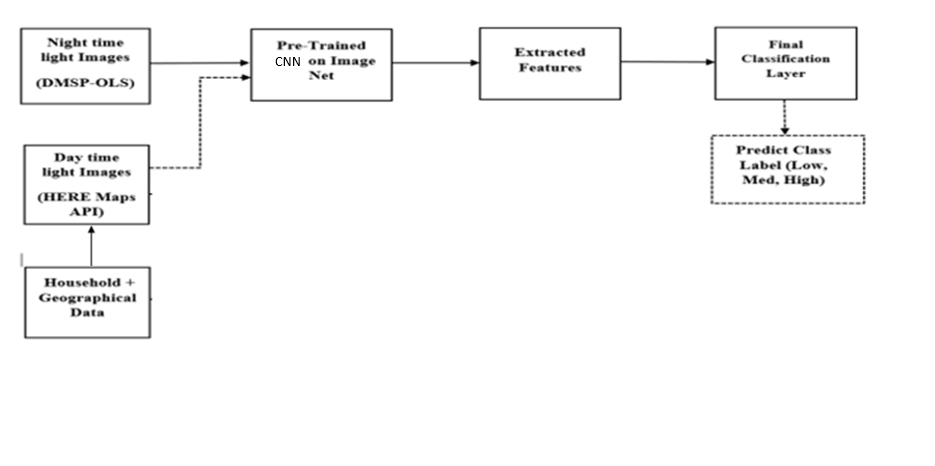 Night time
light Images
(DMSP-OLS)
Pre-Trained
CNN on Image
Net
Extracted
Features
Final
Classification
Layer
Day time
light Images
(HERE Maps
API)
Predict Class
Label (Low,
Med, High)
Household +
Geographical
Data